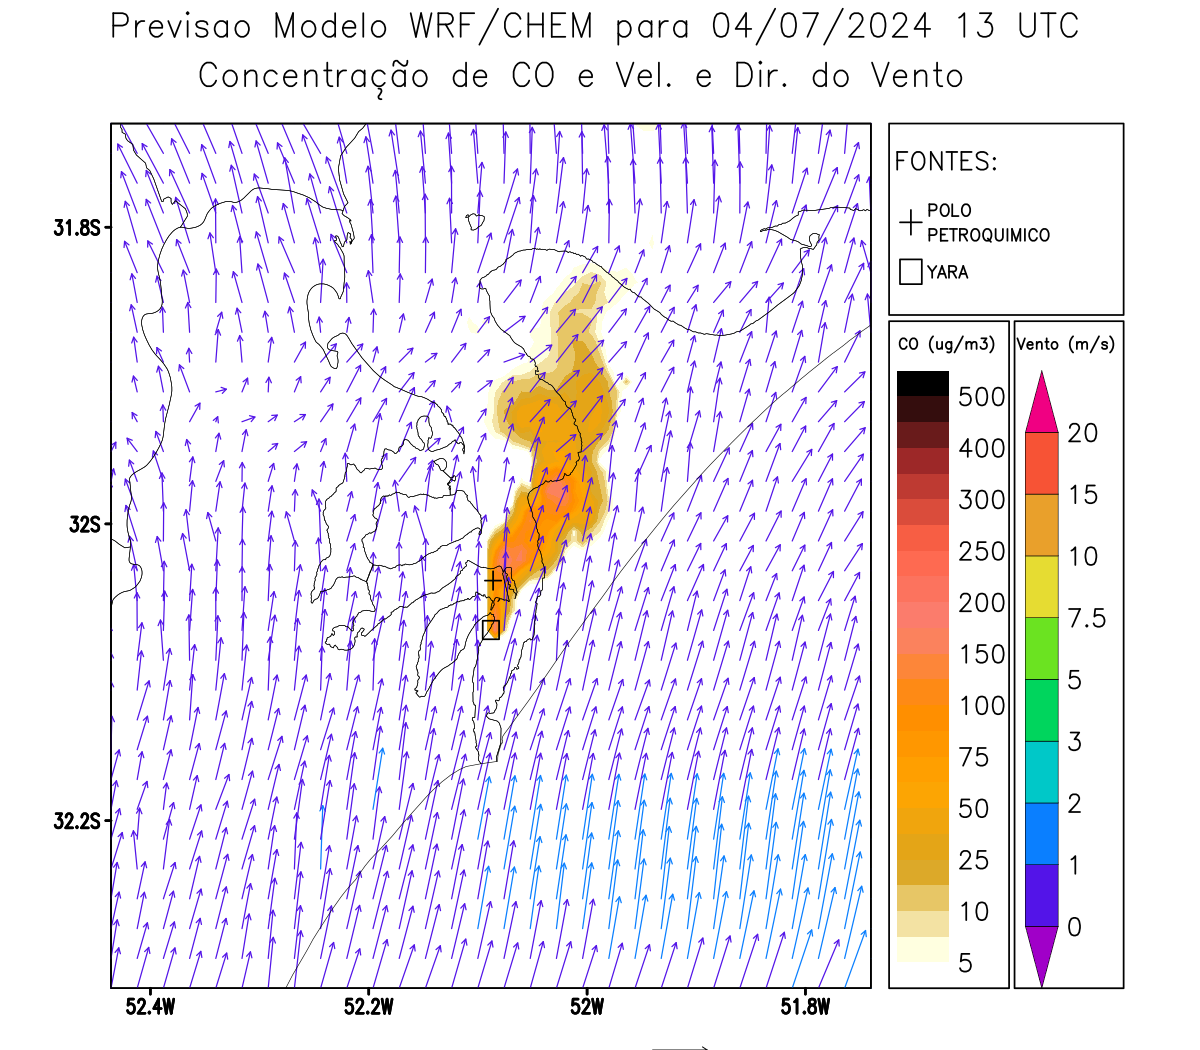 Previsao Modelo WRF/CHEM para 04/07/2024 13 UTC
Concentração de CO e Vel. e Dir. do Vento
FONTES:
POLO
PETROQUIMICO
YARA
CO (ug/m3)
500
400
300
250
200
150
100
75
50
25
10
5
Vento (m/s)
20
15
10
7.5
5
3
2
1
0
31.8S
32S
32.2S
52.4W
52.2W
52W
51.8W